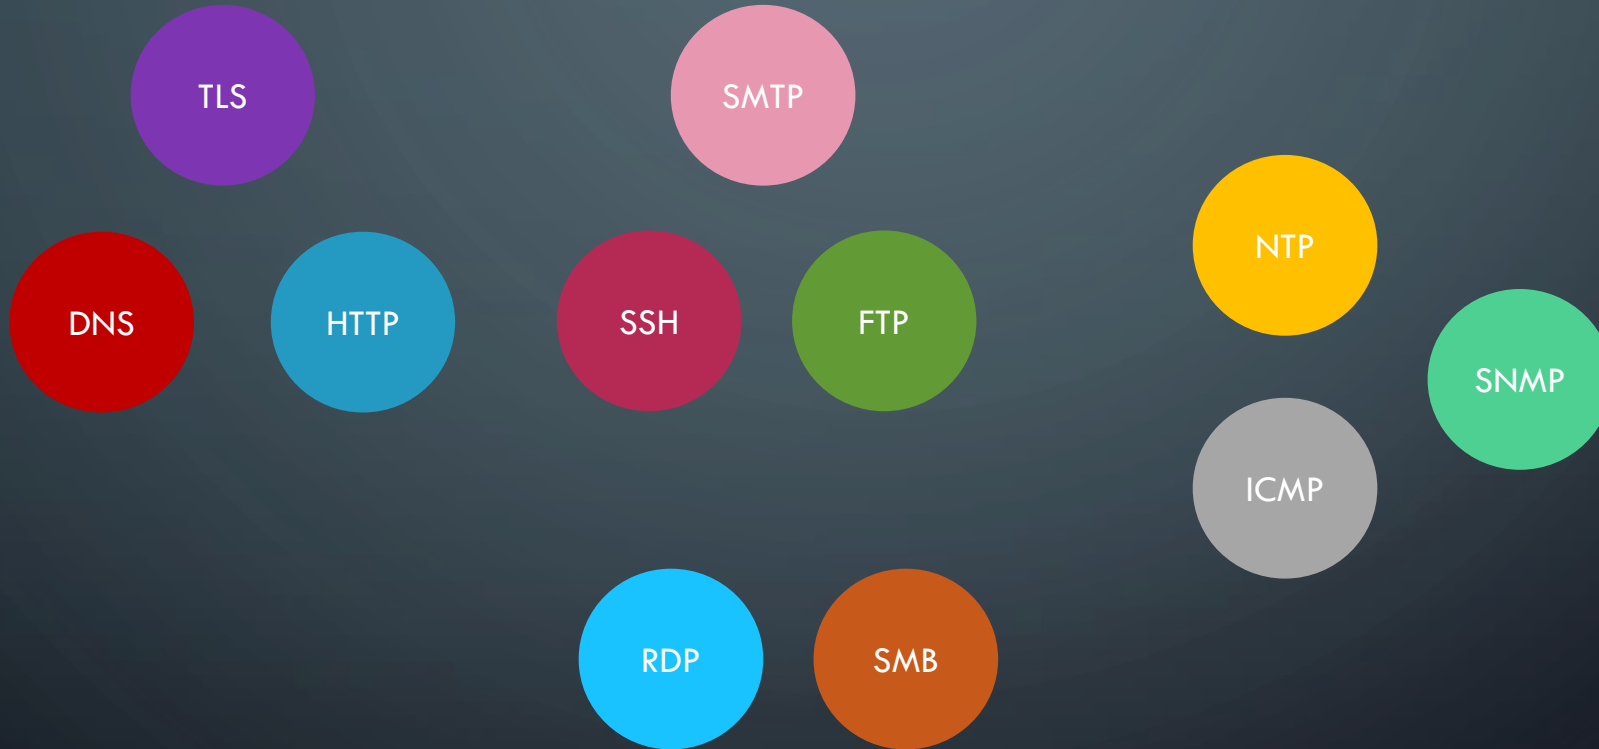 TLS
SMTP
NTP
DNS
HTTP
SSH
FTP
SNMP
ICMP
RDP
SMB